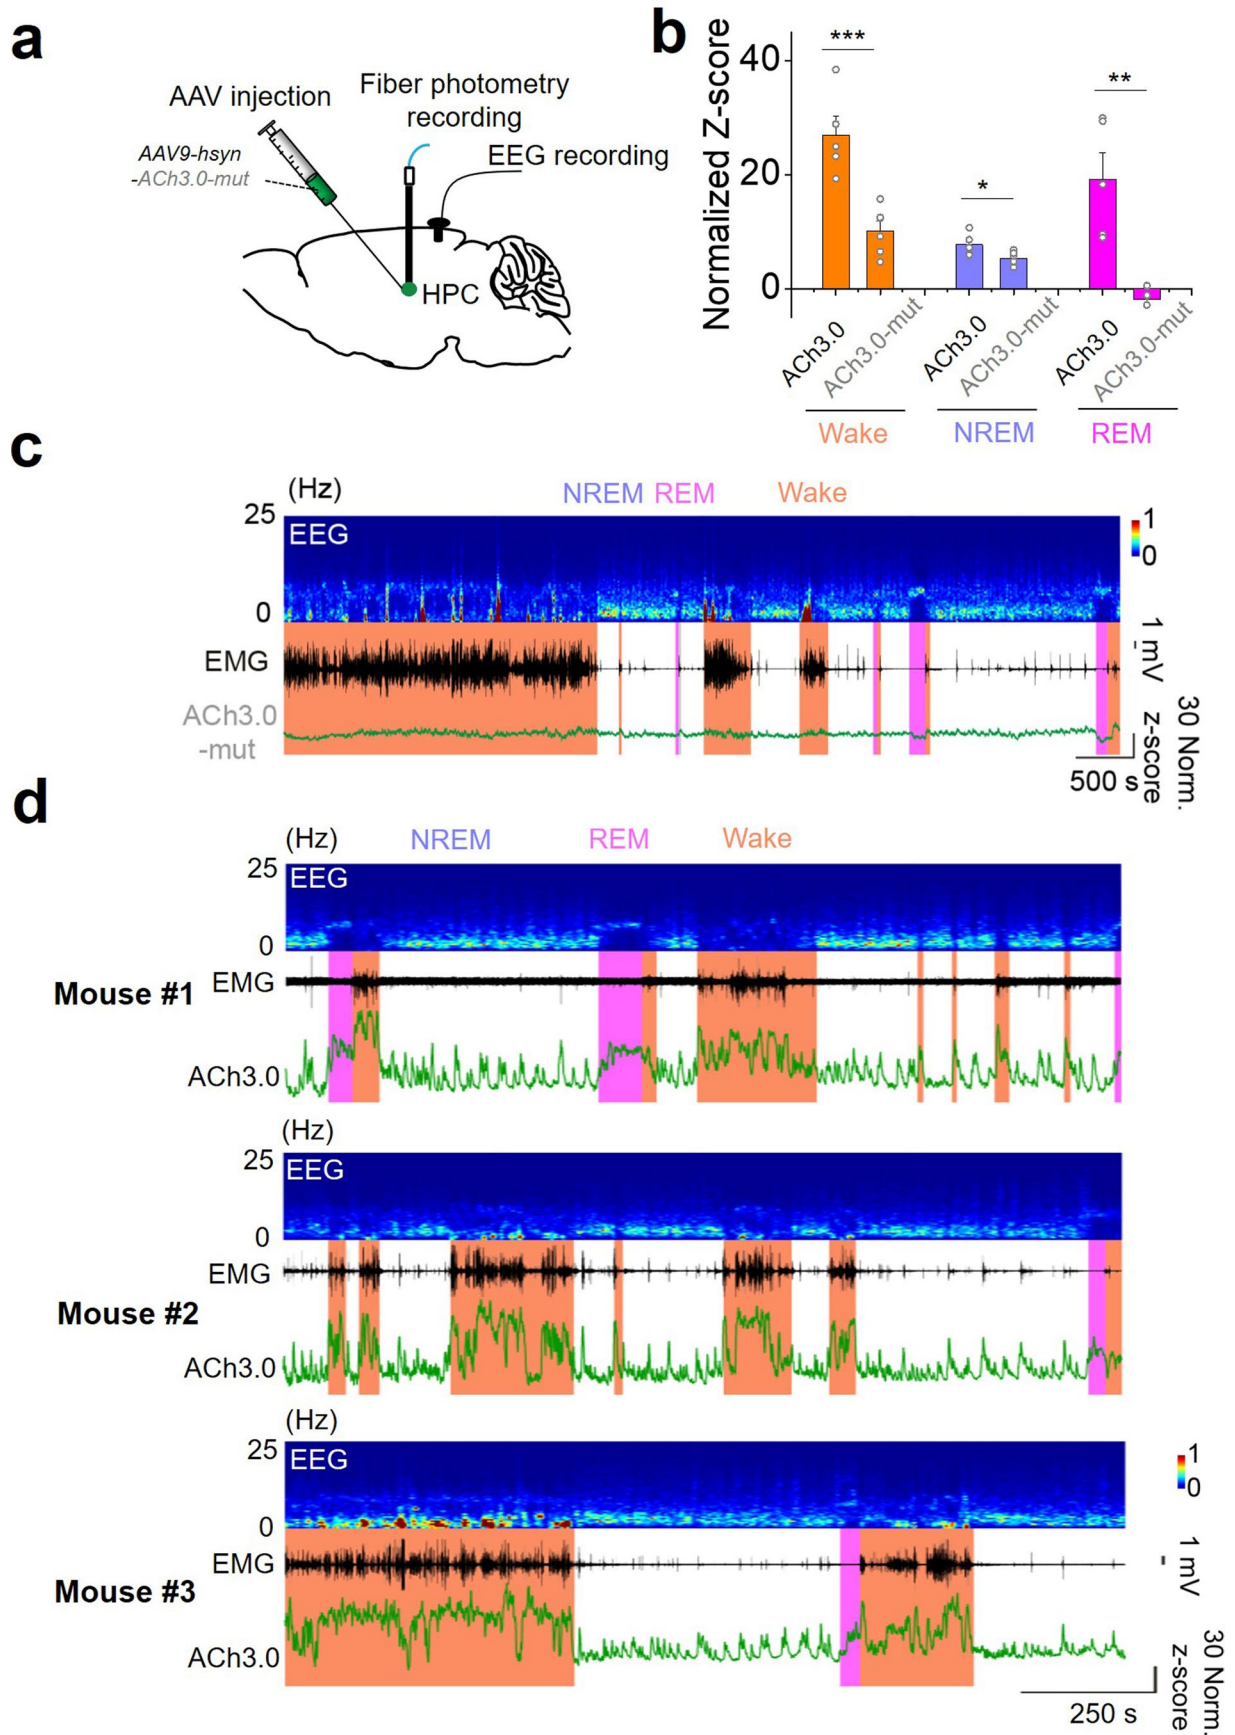 a
AAV injection
AAV9-hsyn
-ACh3.0-mut
Fiber photometry
recording
EEG recording
HPC
b
Normalized Z-score
40
20
0
***
*
**
ACh3.0
ACh3.0-mut
ACh3.0
ACh3.0-mut
ACh3.0
ACh3.0-mut
Wake
NREM
REM
c
(Hz)
NREM REM Wake
25
EEG
0
1
0
EMG
1 mV
ACh3.0
-mut
30 Norm.
z-score
500 s
d
(Hz)
NREM REM Wake
25
EEG
0
Mouse #1
EMG
ACh3.0
(Hz)
25
EEG
0
EMG
Mouse #2
ACh3.0
(Hz)
25
EEG
0
1
0
EMG
1 mV
Mouse #3
ACh3.0
30 Norm.
z-score
250 s